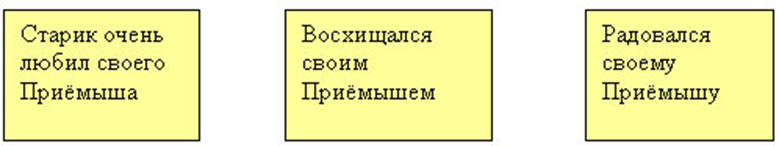 Старик очень
любил своего
Приёмыша
Восхищался
своим
Приёмышем
Радовался
своему
Приёмышу